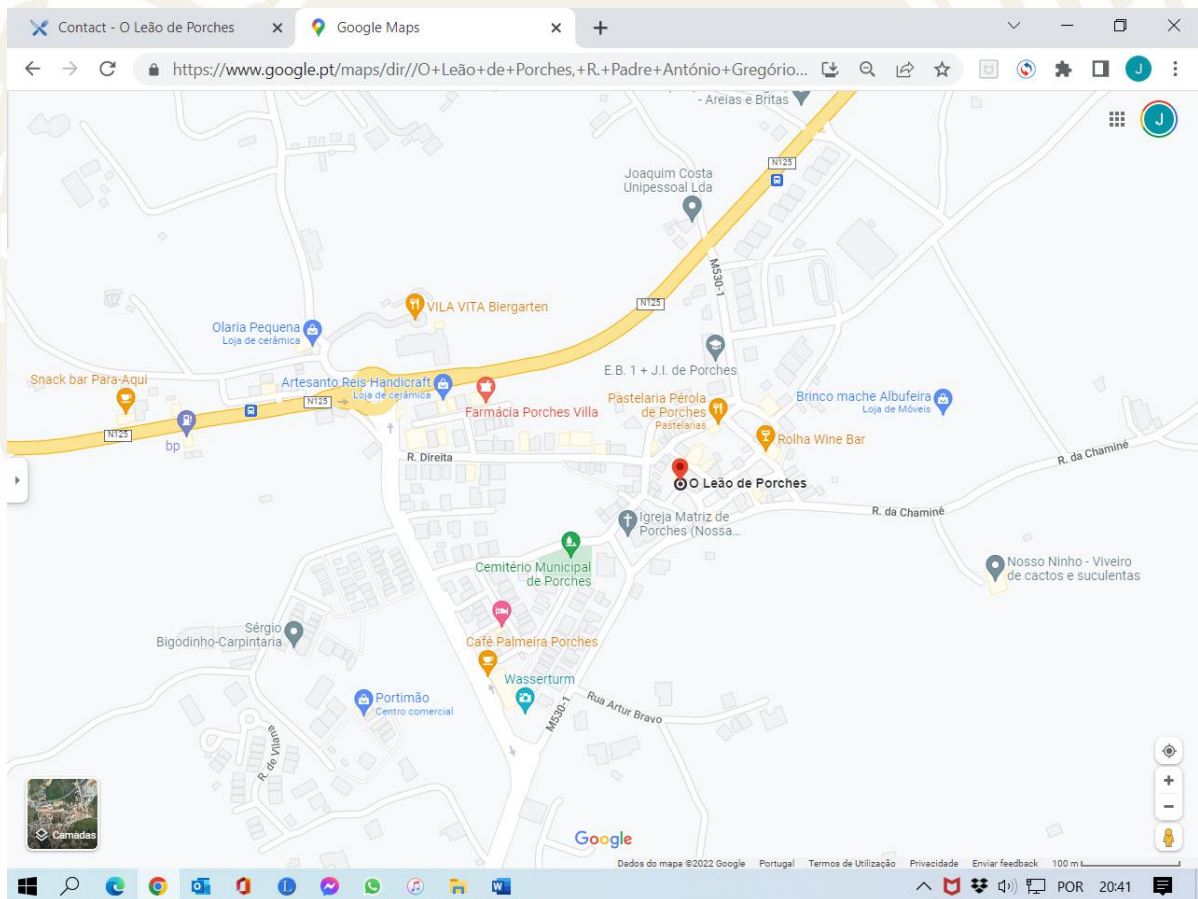 Contact - O Leão de Porches
Google Maps
https://www.google.pt/maps/dir//O+Leão+de+Porches,+R.+Padre+António+Gregório...
J
- Areias e Britas
J
N125
Joaquim Costa
Unipessoal Lda
M530-1
N125
VILA VITA Biergarten
Olaria Pequena
Loja de cerâmica
E.B. 1 + J.I. de Porches
Snack bar Para-Aqui
Artesanto Reis Handicraft
Loja de cerâmica
N125
Farmácia Porches Villa
Pastelaria Pérola
de Porches
Pastelarias
Brinco mache Albufeira
Loja de Móveis
N125
bp
Rolha Wine Bar
R. Direita
R. da Chaminé
O Leão de Porches
R. da Chaminé
Igreja Matriz de
Porches (Nossa...
Cemitério Municipal
de Porches
Nosso Ninho - Viveiro
de cactos e suculentas
Sérgio
Bigodinho-Carpintaria
Café Palmeira Porches
Wasserturm
Portimão
Centro comercial
M530-1
Rua Artur Bravo
R. de Vilana
Camadas
Google
Dados do mapa ©2022 Google Portugal Termos de Utilização Privacidade Enviar feedback 100 m
POR 20:41